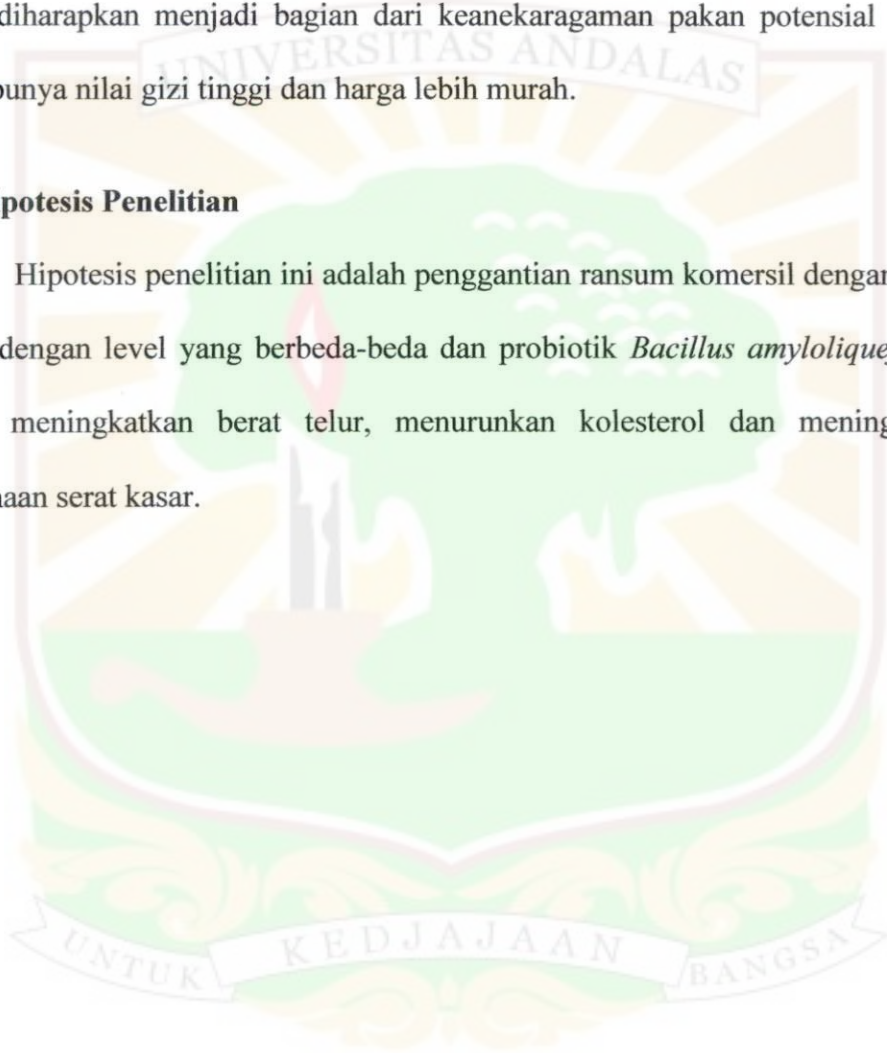 diharapkan menjadi bagian dari keanekaragaman pakan potensial
UNIVERSITAS ANDALAS
punya nilai gizi tinggi dan harga lebih murah.
potesis Penelitian
Hipotesis penelitian ini adalah penggantian ransum komersil dengan
dengan level yang berbeda-beda dan probiotik Bacillus amylolique
meningkatkan berat telur, menurunkan kolesterol dan mening
aan serat kasar.
UNTUK KEDJAJAAN BANGSA